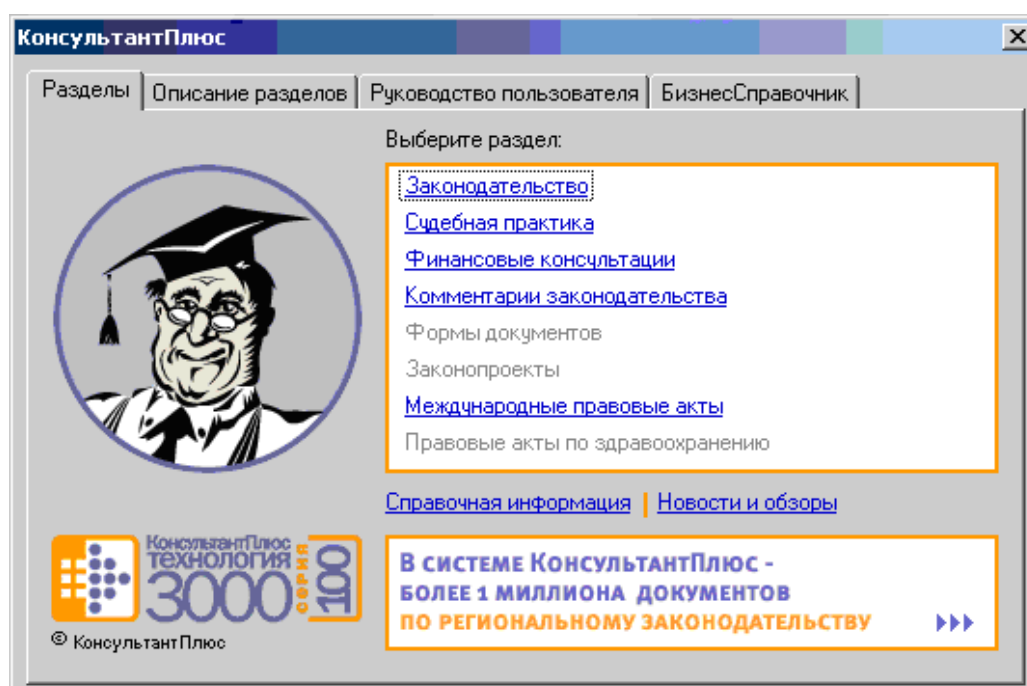 КонсультантПлюс
Разделы Описание разделов Руководство пользователя БизнесСправочник
Выберите раздел:
Законодательство
Судебная практика
Финансовые консультации
Комментарии законодательства
Формы документов
Законопроекты
Международные правовые акты
Правовые акты по здравоохранению
Справочная информация | Новости и обзоры
КонсультантПлюс
ТЕХНОЛОГИЯ
3000
серия
100
© КонсультантПлюс
В СИСТЕМЕ КОНСУЛЬТАНТПЛЮС -
БОЛЕЕ 1 МИЛЛИОНА ДОКУМЕНТОВ
ПО РЕГИОНАЛЬНОМУ ЗАКОНОДАТЕЛЬСТВУ